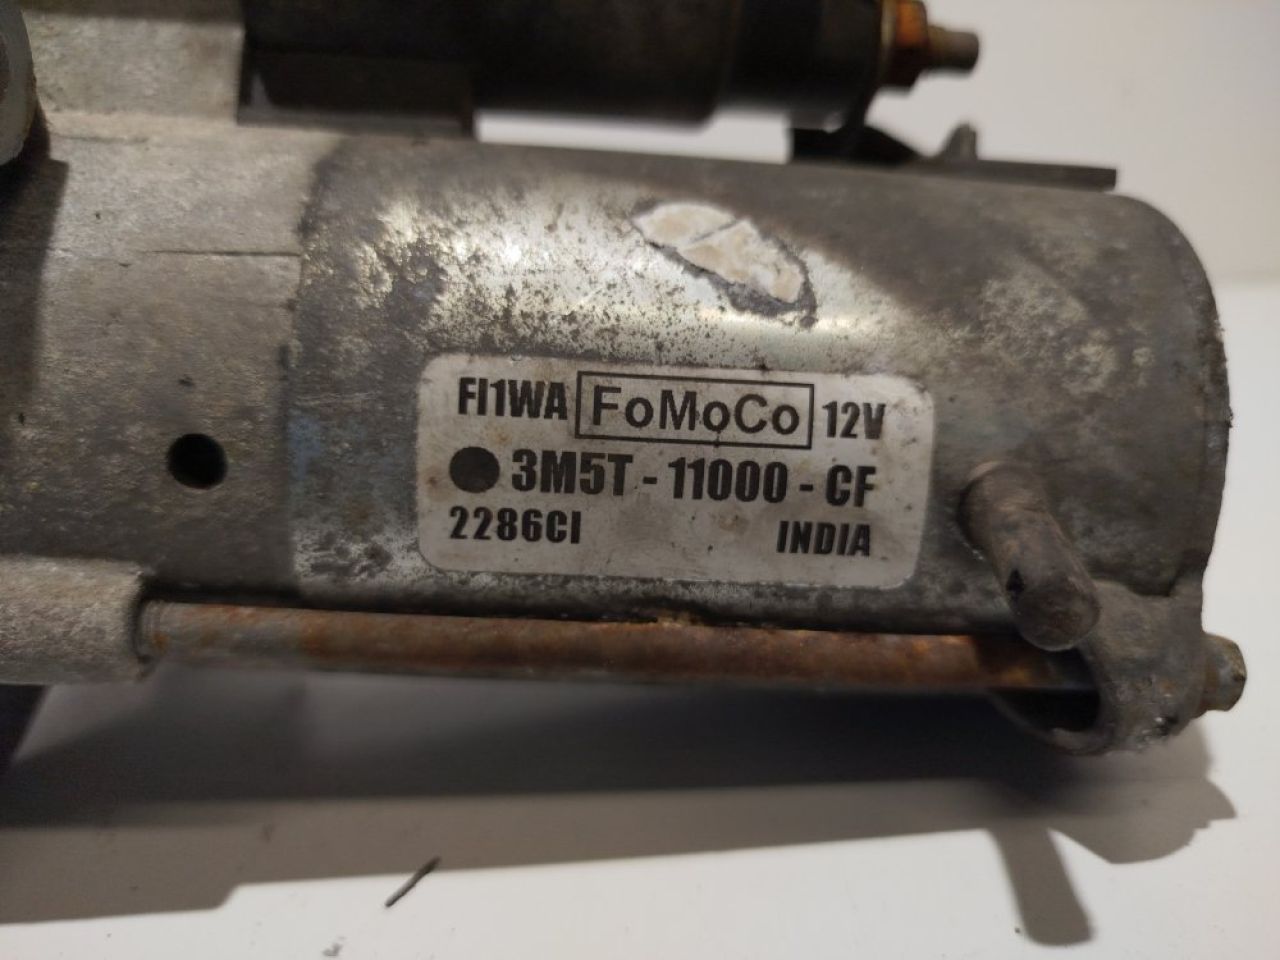 FI1WA FoMoCo 12V
3M5T - 11000 - CF
2286CI INDIA